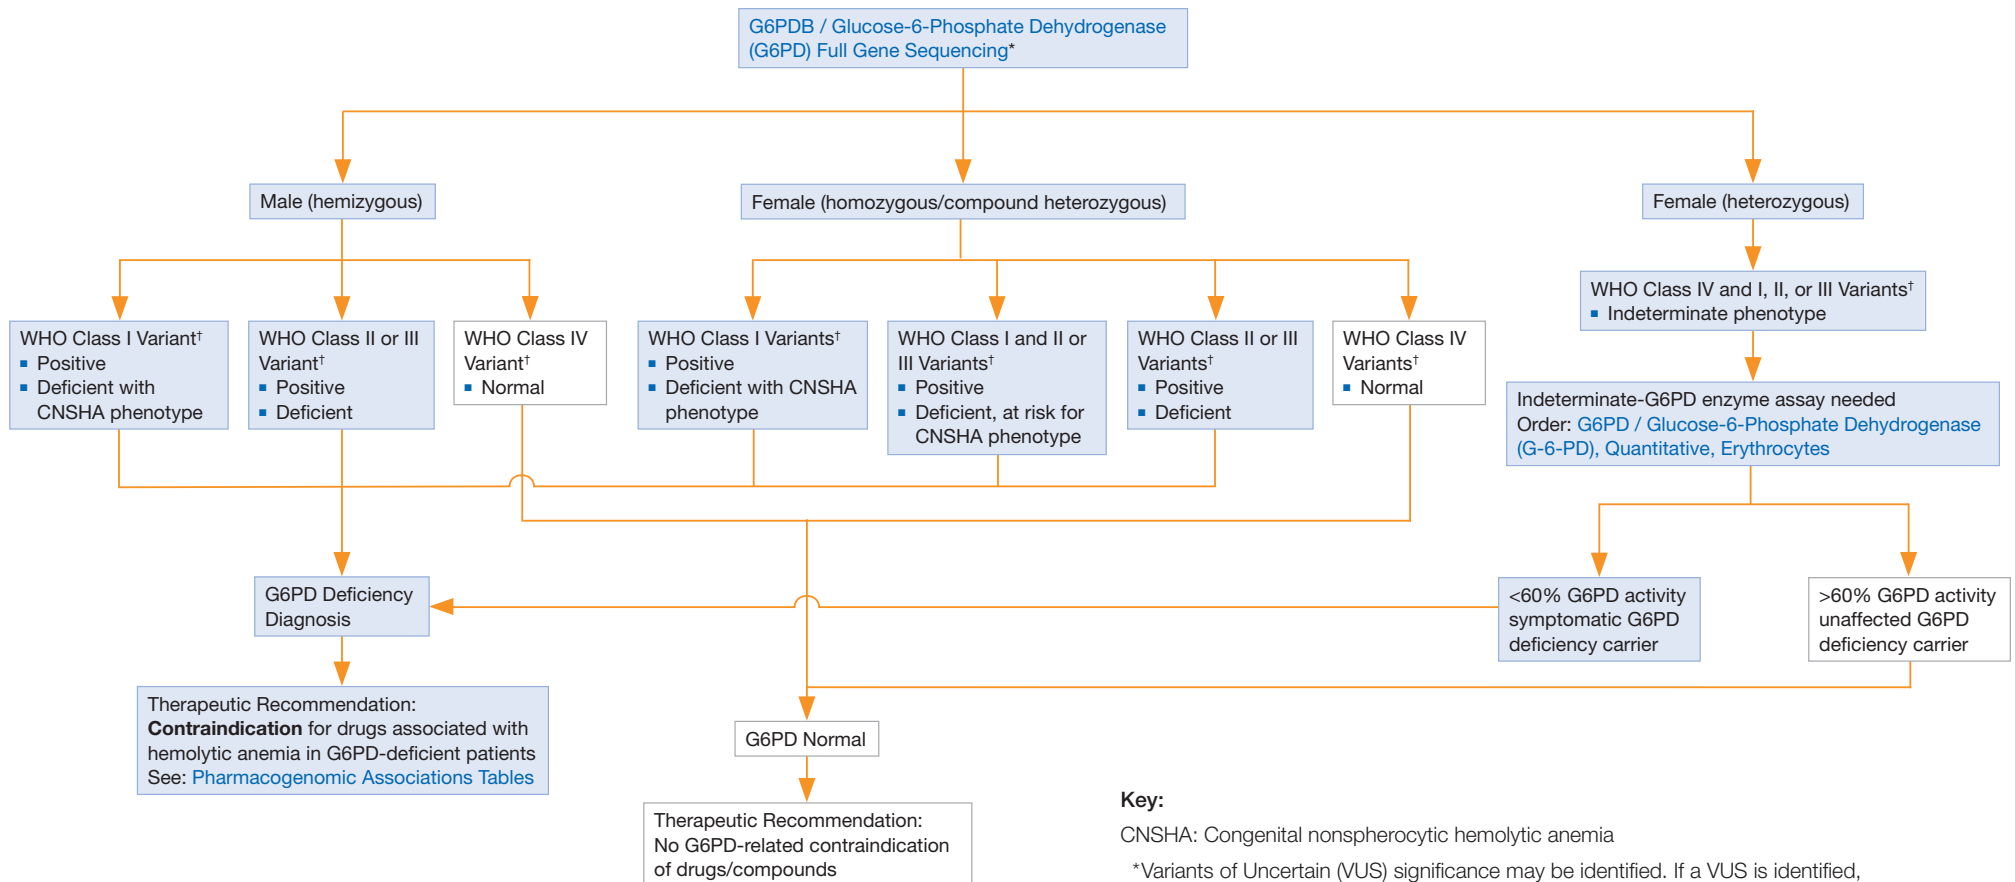 G6PDB / Glucose-6-Phosphate Dehydrogenase
(G6PD) Full Gene Sequencing*
Male (hemizygous)
Female (homozygous/compound heterozygous)
Female (heterozygous)
WHO Class I Variant†
▪ Positive
▪ Deficient with
CNSHA phenotype
WHO Class II or III
Variant†
▪ Positive
▪ Deficient
WHO Class IV
Variant†
▪ Normal
WHO Class I Variants†
▪ Positive
▪ Deficient with CNSHA
phenotype
WHO Class I and II or
III Variants†
▪ Positive
▪ Deficient, at risk for
CNSHA phenotype
WHO Class II or III
Variants†
▪ Positive
▪ Deficient
WHO Class IV
Variants†
▪ Normal
WHO Class IV and I, II, or III Variants†
▪ Indeterminate phenotype
Indeterminate-G6PD enzyme assay needed
Order: G6PD / Glucose-6-Phosphate Dehydrogenase
(G-6-PD), Quantitative, Erythrocytes
G6PD Deficiency
Diagnosis
<60% G6PD activity
symptomatic G6PD
deficiency carrier
>60% G6PD activity
unaffected G6PD
deficiency carrier
Therapeutic Recommendation:
Contraindication for drugs associated with
hemolytic anemia in G6PD-deficient patients
See: Pharmacogenomic Associations Tables
G6PD Normal
Therapeutic Recommendation:
No G6PD-related contraindication
of drugs/compounds
Key:
CNSHA: Congenital nonspherocytic hemolytic anemia
*Variants of Uncertain (VUS) significance may be identified. If a VUS is identified,